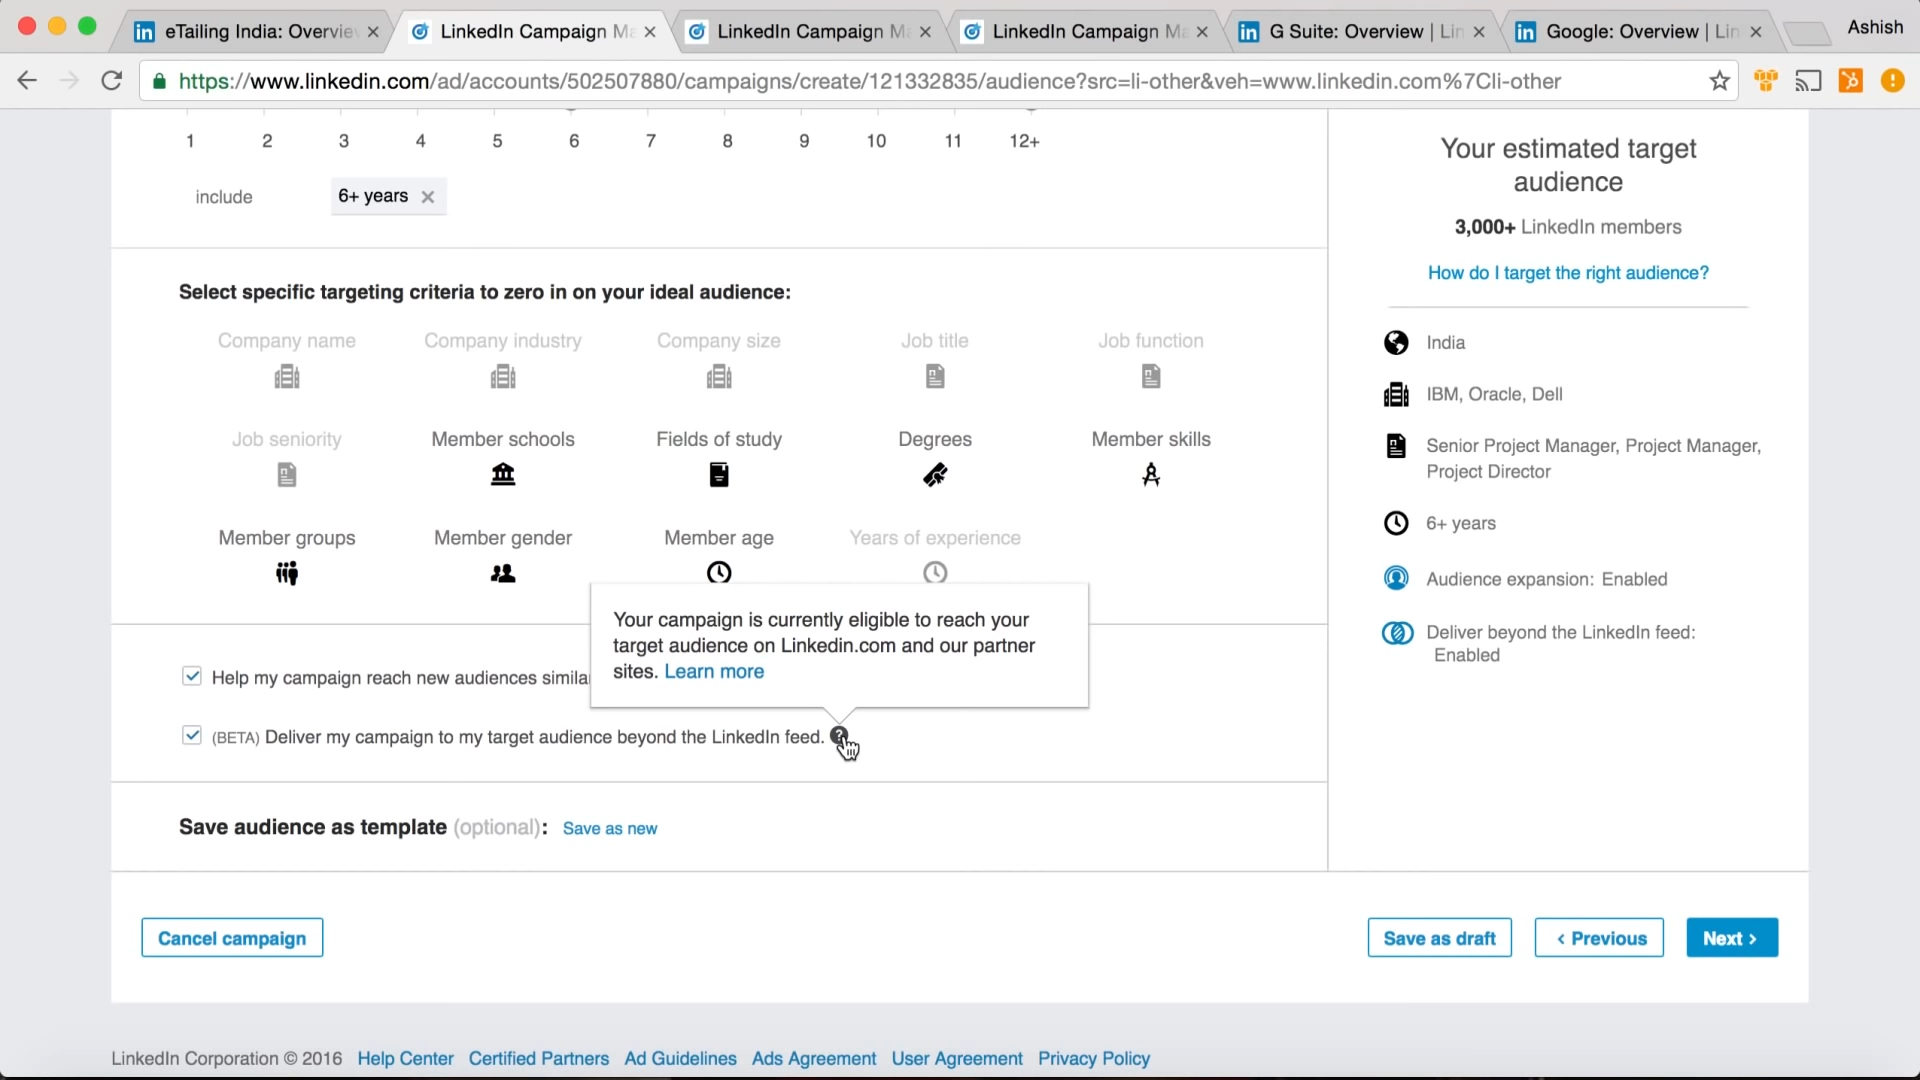 eTailing India: Overvie
LinkedIn Campaign Ma
LinkedIn Campaign Ma
LinkedIn Campaign Ma
G Suite: Overview | Lin
Google: Overview | Lin
Ashish
https://www.linkedin.com/ad/accounts/502507880/campaigns/create/121332835/audience?src=li-other&veh=www.linkedin.com%7Cli-other
1 2 3 4 5 6 7 8 9 10 11 12+
include 6+ years
Select specific targeting criteria to zero in on your ideal audience:
Company name Company industry Company size Job title Job function
Job seniority Member schools Fields of study Degrees Member skills
Member groups Member gender Member age Years of experience
Your campaign is currently eligible to reach your
target audience on Linkedin.com and our partner
sites. Learn more
Help my campaign reach new audiences simila
(BETA) Deliver my campaign to my target audience beyond the LinkedIn feed. ?
Save audience as template (optional): Save as new
Your estimated target
audience
3,000+ LinkedIn members
How do I target the right audience?
India
IBM, Oracle, Dell
Senior Project Manager, Project Manager,
Project Director
6+ years
Audience expansion: Enabled
Deliver beyond the LinkedIn feed:
Enabled
Cancel campaign Save as draft ‹ Previous Next ›
LinkedIn Corporation © 2016 Help Center Certified Partners Ad Guidelines Ads Agreement User Agreement Privacy Policy